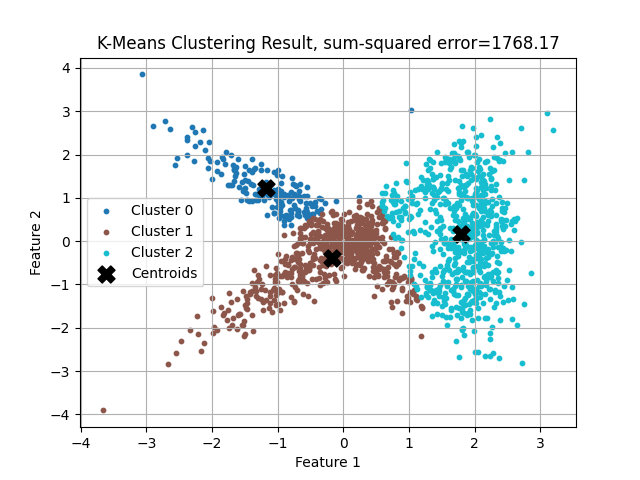 K-Means Clustering Result, sum-squared error=1768.17
4
3
2
1
0
−1
−2
−3
−4
Feature 2
Cluster 0
Cluster 1
Cluster 2
Centroids
−4 −3 −2 −1 0 1 2 3
Feature 1